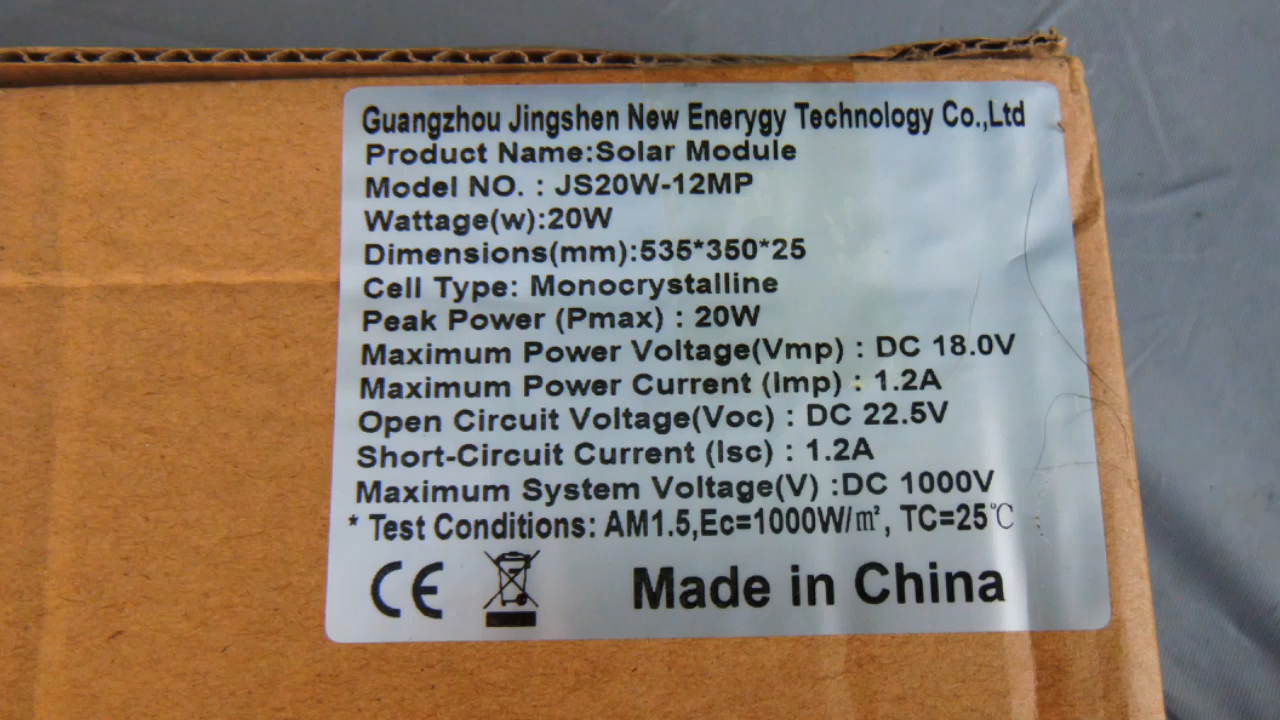 Guangzhou Jingshen New Enerygy Technology Co.,Ltd
Product Name:Solar Module
Model NO. : JS20W-12MP
Wattage(w):20W
Dimensions(mm):535*350*25
Cell Type: Monocrystalline
Peak Power (Pmax) : 20W
Maximum Power Voltage(Vmp) : DC 18.0V
Maximum Power Current (Imp) : 1.2A
Open Circuit Voltage(Voc) : DC 22.5V
Short-Circuit Current (Isc) : 1.2A
Maximum System Voltage(V) :DC 1000V
* Test Conditions: AM1.5,Ec=1000W/㎡, TC=25℃
CE Made in China